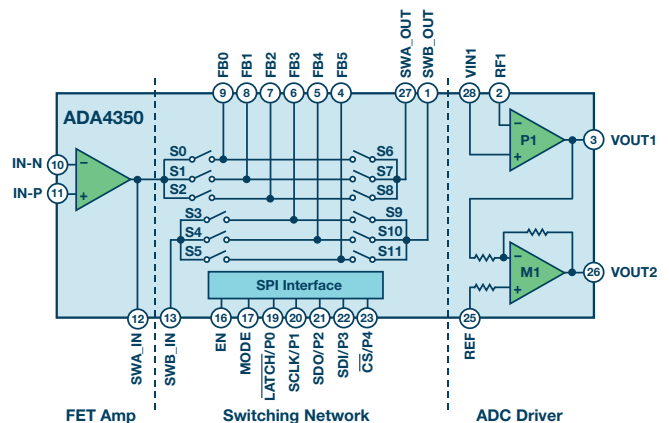 FB0 FB1 FB2 FB3 FB4 FB5 SWA_OUT SWB_OUT VIN1 RF1
9 8 7 6 5 4 27 1 28 2
ADA4350
IN-N 10
IN-P 11
S0 S6
S1 S7
S2 S8
S3 S9
S4 S10
S5 S11
P1
3 VOUT1
M1
26 VOUT2
SPI Interface
12 13 16 17 19 20 21 22 23 25
SWA_IN SWB_IN EN MODE LATCH/P0 SCLK/P1 SDO/P2 SDI/P3 CS/P4 REF
FET Amp Switching Network ADC Driver